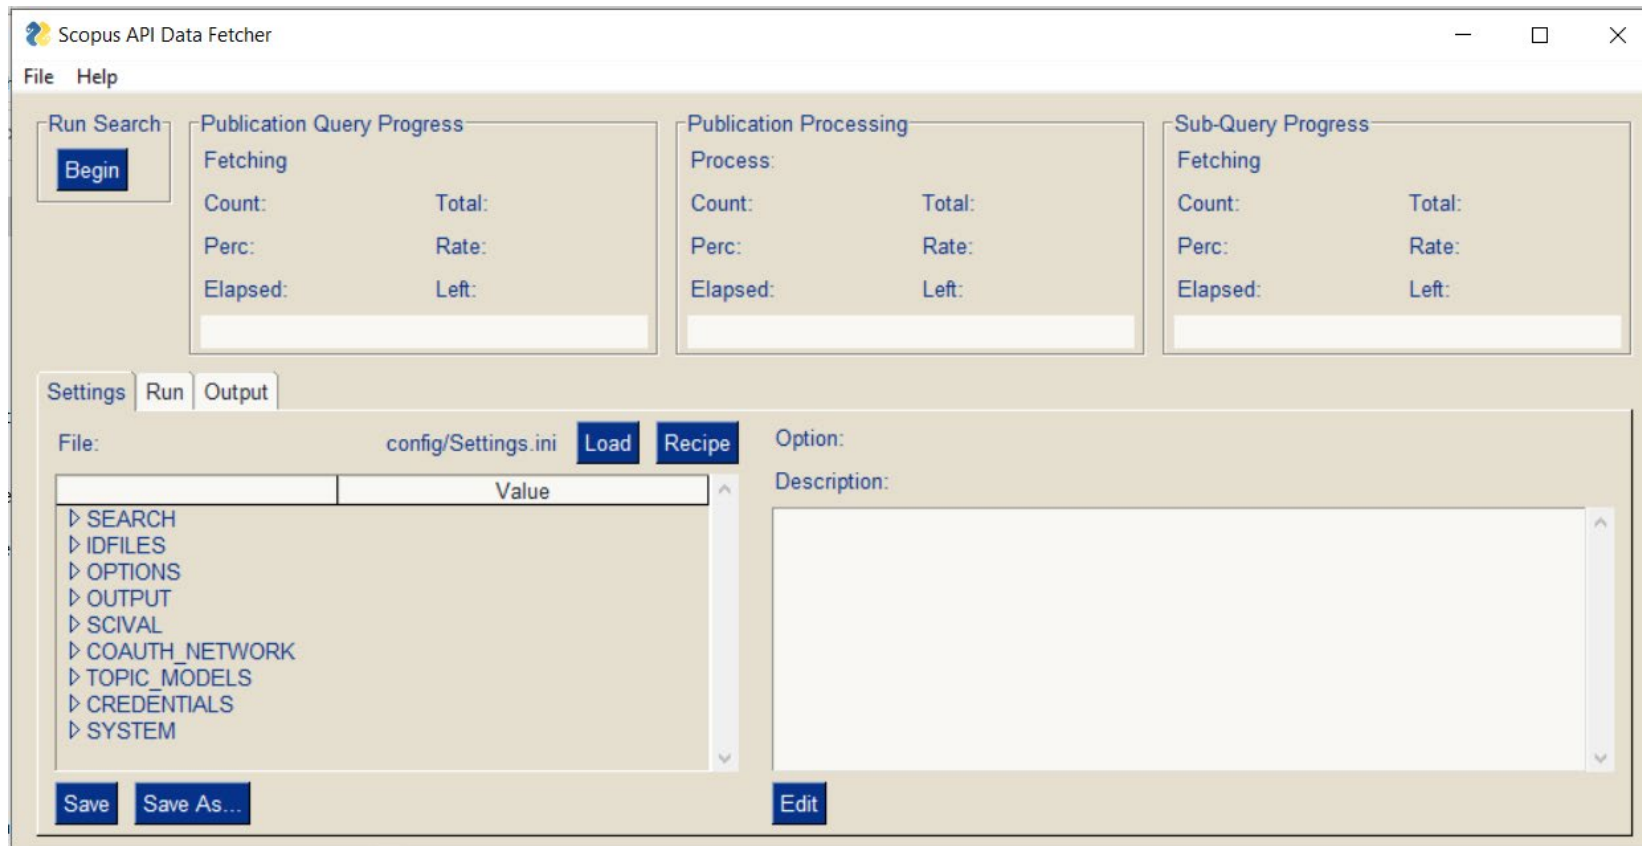 Scopus API Data Fetcher
File Help
Run Search
Begin
Publication Query Progress
Fetching
Count: Total:
Perc: Rate:
Elapsed: Left:
Publication Processing
Process:
Count: Total:
Perc: Rate:
Elapsed: Left:
Sub-Query Progress
Fetching
Count: Total:
Perc: Rate:
Elapsed: Left:
Settings Run Output
File: config/Settings.ini Load Recipe
Value
SEARCH
IDFILES
OPTIONS
OUTPUT
SCIVAL
COAUTH_NETWORK
TOPIC_MODELS
CREDENTIALS
SYSTEM
Save Save As...
Option:
Description:
Edit